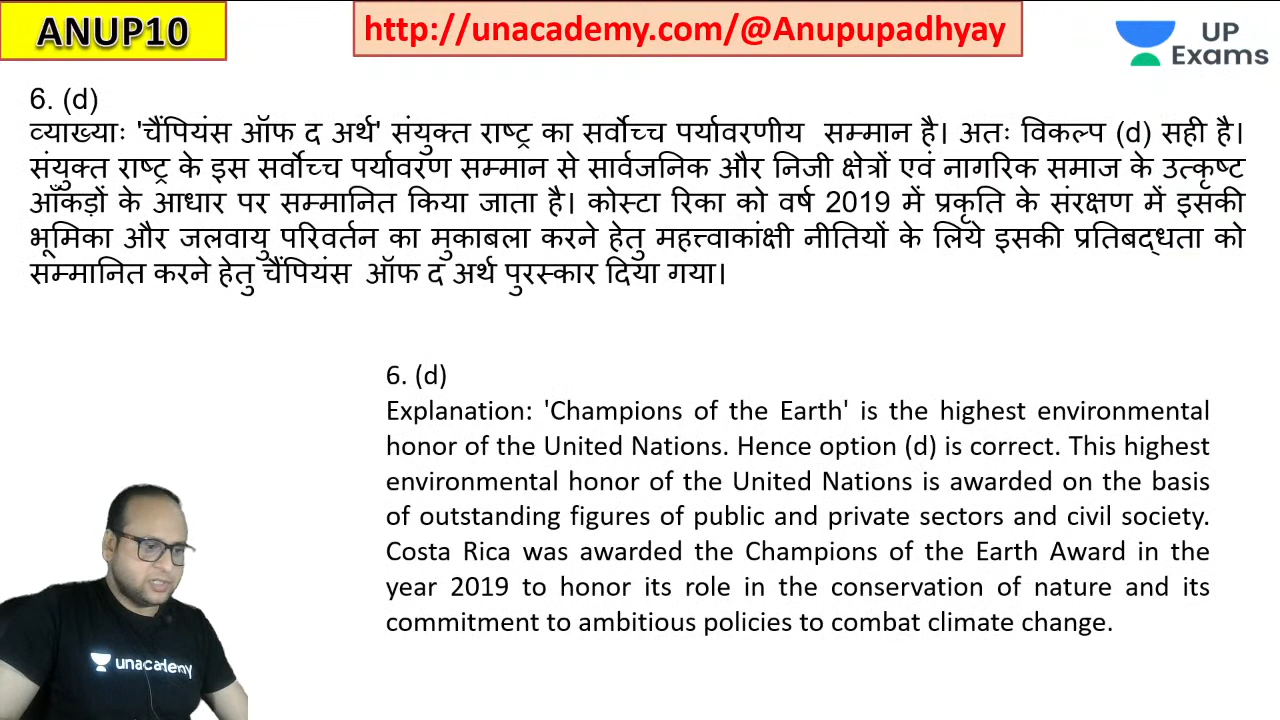 ANUP10
http://unacademy.com/@Anupupadhyay
UP
Exams
6. (d)
व्याख्याः 'चैंपियंस ऑफ द अर्थ' संयुक्त राष्ट्र का सर्वोच्च पर्यावरणीय सम्मान है। अतः विकल्प (d) सही है।
संयुक्त राष्ट्र के इस सर्वोच्च पर्यावरण सम्मान से सार्वजनिक और निजी क्षेत्रों एवं नागरिक समाज के उत्कृष्ट
आँकड़ों के आधार पर सम्मानित किया जाता है। कोस्टा रिका को वर्ष 2019 में प्रकृति के संरक्षण में इसकी
भूमिका और जलवायु परिवर्तन का मुकाबला करने हेतु महत्त्वाकांक्षी नीतियों के लिये इसकी प्रतिबद्धता को
सम्मानित करने हेतु चैंपियंस ऑफ द अर्थ पुरस्कार दिया गया।
6. (d)
Explanation: 'Champions of the Earth' is the highest environmental
honor of the United Nations. Hence option (d) is correct. This highest
environmental honor of the United Nations is awarded on the basis
of outstanding figures of public and private sectors and civil society.
Costa Rica was awarded the Champions of the Earth Award in the
year 2019 to honor its role in the conservation of nature and its
commitment to ambitious policies to combat climate change.
unacademy